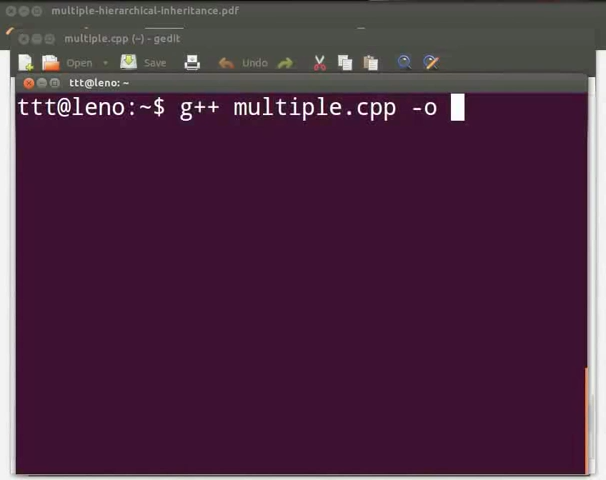 multiple-hierarchical-inheritance.pdf
multiple.cpp (~) - gedit
Open Save Undo
ttt@leno: ~
ttt@leno:~$ g++ multiple.cpp -o